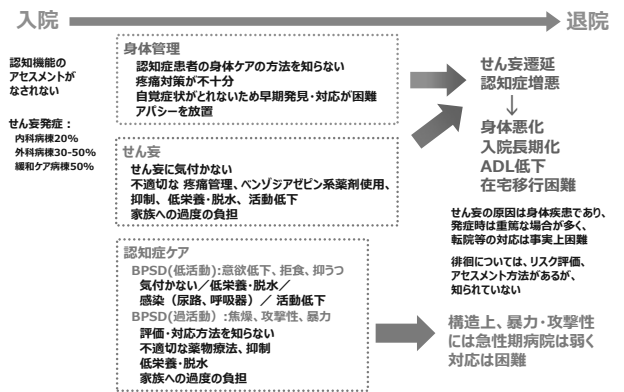 入院
退院
認知機能の
アセスメントが
なされない
せん妄発症：
内科病棟20%
外科病棟30-50%
緩和ケア病棟50%
身体管理
認知症患者の身体ケアの方法を知らない
疼痛対策が不十分
自覚症状がとれないため早期発見・対応が困難
アパシーを放置
せん妄
せん妄に気付かない
不適切な 疼痛管理、ベンゾジアゼピン系薬剤使用、
抑制、低栄養・脱水、活動低下
家族への過度の負担
認知症ケア
BPSD(低活動):意欲低下、拒食、抑うつ
気付かない／低栄養・脱水／
感染（尿路、呼吸器）／ 活動低下
BPSD(過活動）:焦燥、攻撃性、暴力
評価・対応方法を知らない
不適切な薬物療法、抑制
低栄養・脱水
家族への過度の負担
せん妄遷延
認知症増悪
↓
身体悪化
入院長期化
ADL低下
在宅移行困難
せん妄の原因は身体疾患であり、
発症時は重篤な場合が多く、
転院等の対応は事実上困難
徘徊については、リスク評価、
アセスメント方法があるが、
知られていない
構造上、暴力・攻撃性
には急性期病院は弱く
対応は困難